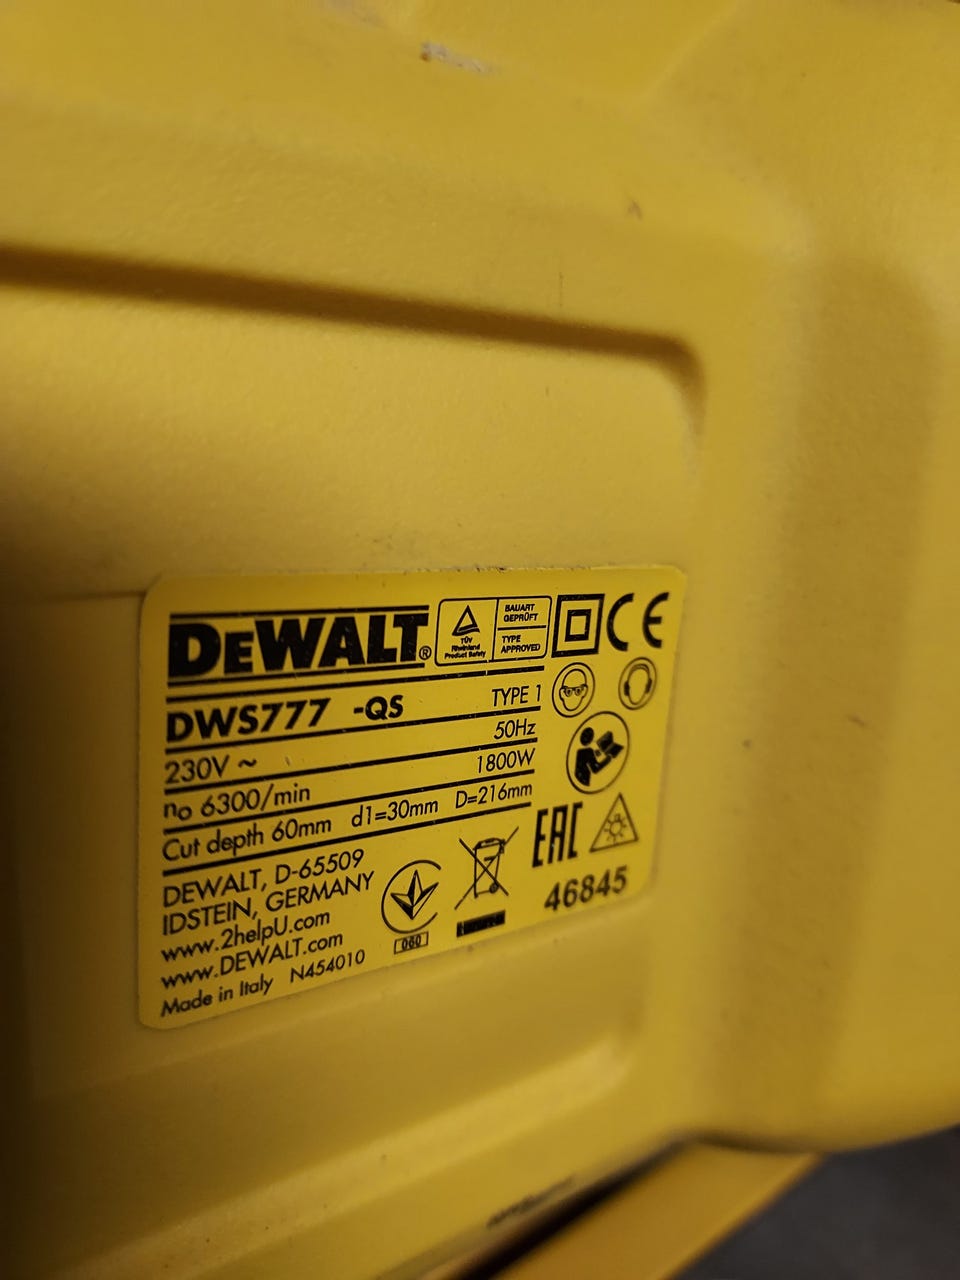 DEWALT®
TÜV
Rheinland
Product Safety
BAUART
GEPRÜFT
TYPE
APPROVED
CE
DWS777 -QS TYPE 1
230V ~ 50Hz
no 6300/min 1800W
Cut depth 60mm d1=30mm D=216mm
DEWALT, D-65509
IDSTEIN, GERMANY
www.2helpU.com
www.DEWALT.com
Made in Italy N454010
060
EAC
46845